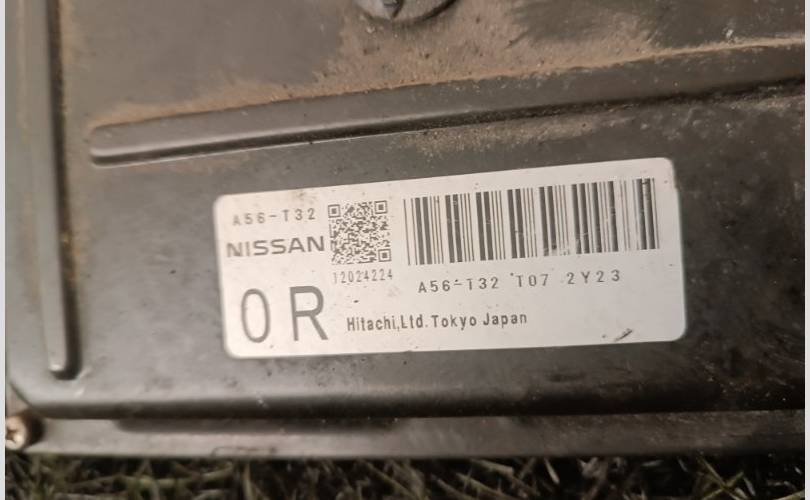 A56-T32
NISSAN
12024224
A56-T32 T07 2Y23
0R
Hitachi,Ltd.Tokyo Japan